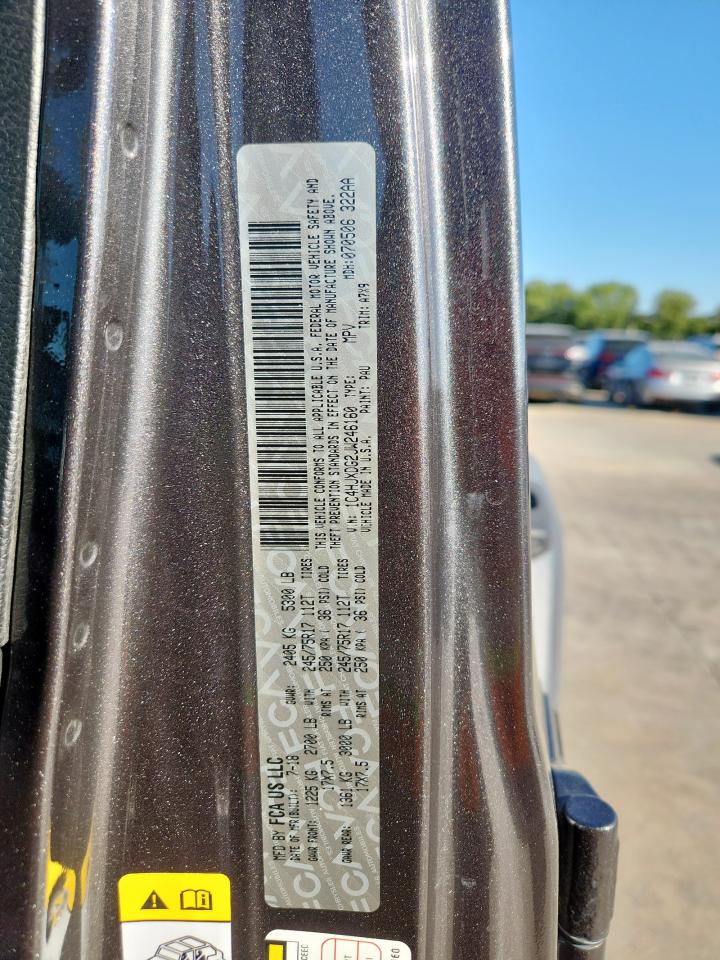 MFD BY FCA US LLC
DATE OF MFR(BUILT): 7-18 GVWR: 2405 KG 5300 LB
GAWR FRONT: 1225 KG 2700 LB WITH 245/75R17 112T TIRES
17X7.5 RIMS AT 250 KPA ( 36 PSI) COLD
GAWR REAR: 1361 KG 3000 LB WITH 245/75R17 112T TIRES
17X7.5 RIMS AT 250 KPA ( 36 PSI) COLD
THIS VEHICLE CONFORMS TO ALL APPLICABLE U.S.A. FEDERAL MOTOR VEHICLE SAFETY AND
THEFT PREVENTION STANDARDS IN EFFECT ON THE DATE OF MANUFACTURE SHOWN ABOVE.
V.N: 1C4HJXDG2JW246160 TYPE: MPV MDH:070506 322AA
VEHICLE MADE IN U.S.A. PAINT: PAU TRIM: A7X9